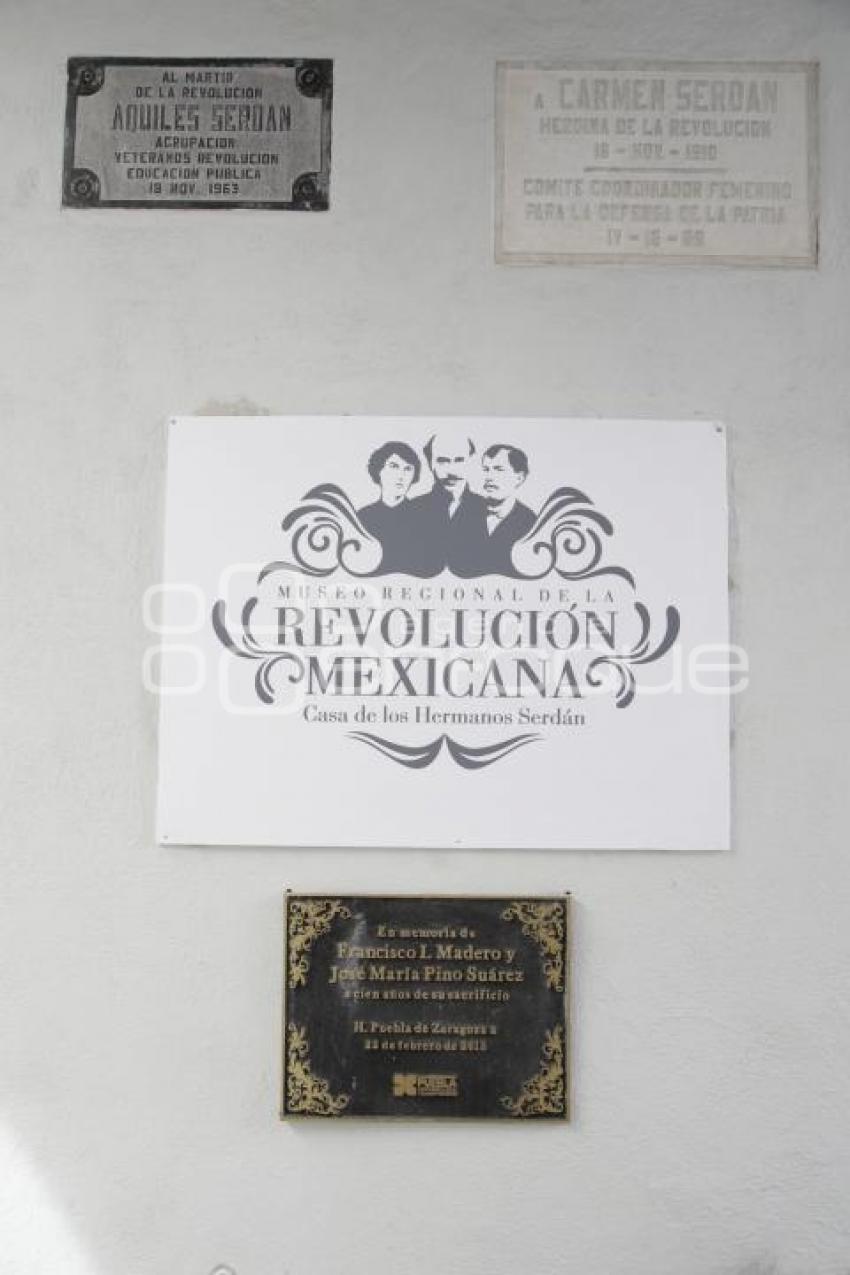 AL MARTIR
DE LA REVOLUCION
AQUILES SERDAN
AGRUPACION
VETERANOS REVOLUCION
EDUCACION PUBLICA
18 NOV. 1963
A CARMEN SERDAN
HEROINA DE LA REVOLUCION
18 - NOV. - 1910
COMITE COORDINADOR FEMENINO
PARA LA DEFENSA DE LA PATRIA
MUSEO REGIONAL DE LA
REVOLUCIÓN
MEXICANA
Casa de los Hermanos Serdán
En memoria de
Francisco I. Madero y
José María Pino Suárez
a cien años de su sacrificio
H. Puebla de Zaragoza a
22 de febrero de 2013
PUEBLA